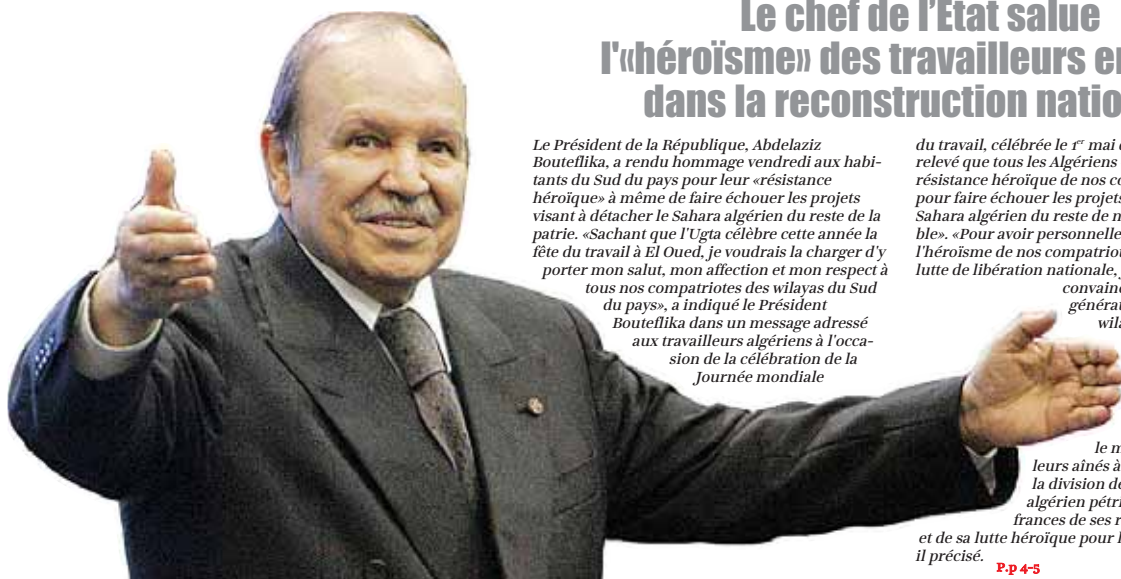 Le chef de l'État salue
l'«héroïsme» des travailleurs
dans la reconstruction
Le Président de la République, Abdelaziz
Bouteflika, a rendu hommage vendredi aux habi-
tants du Sud du pays pour leur «résistance
héroïque» à même de faire échouer les projets
visant à détacher le Sahara algérien du reste de la
patrie. «Sachant que l'Ugta célèbre cette année la
fête du travail à El Oued, je voudrais la charger d'y
porter mon salut, mon affection et mon respect à
tous nos compatriotes des wilayas du Sud
du pays», a indiqué le Président
Bouteflika dans un message adressé
aux travailleurs algériens à l'occa-
sion de la célébration de la
Journée mondiale
du travail, célébrée le 1er mai
relevé que tous les Algériens
résistance héroïque de nos
pour faire échouer les projets
Sahara algérien du reste de
ble». «Pour avoir
l'héroïsme de nos
lutte de libération nationale,
le
leurs aînés à
la division
algérien
frances de ses
et de sa lutte héroïque pour
il précisé.
P.p 4-5